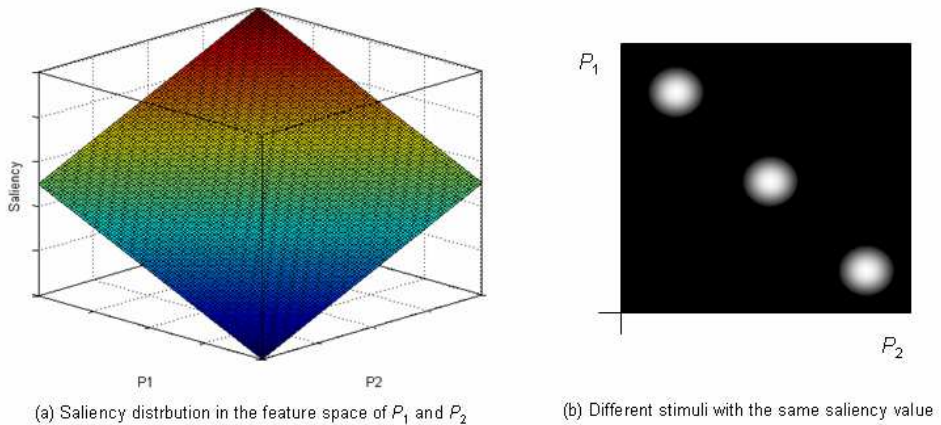 Saliency
P1
P2
(a) Saliency distrbution in the feature space of P1 and P2
P1
P2
(b) Different stimuli with the same saliency value